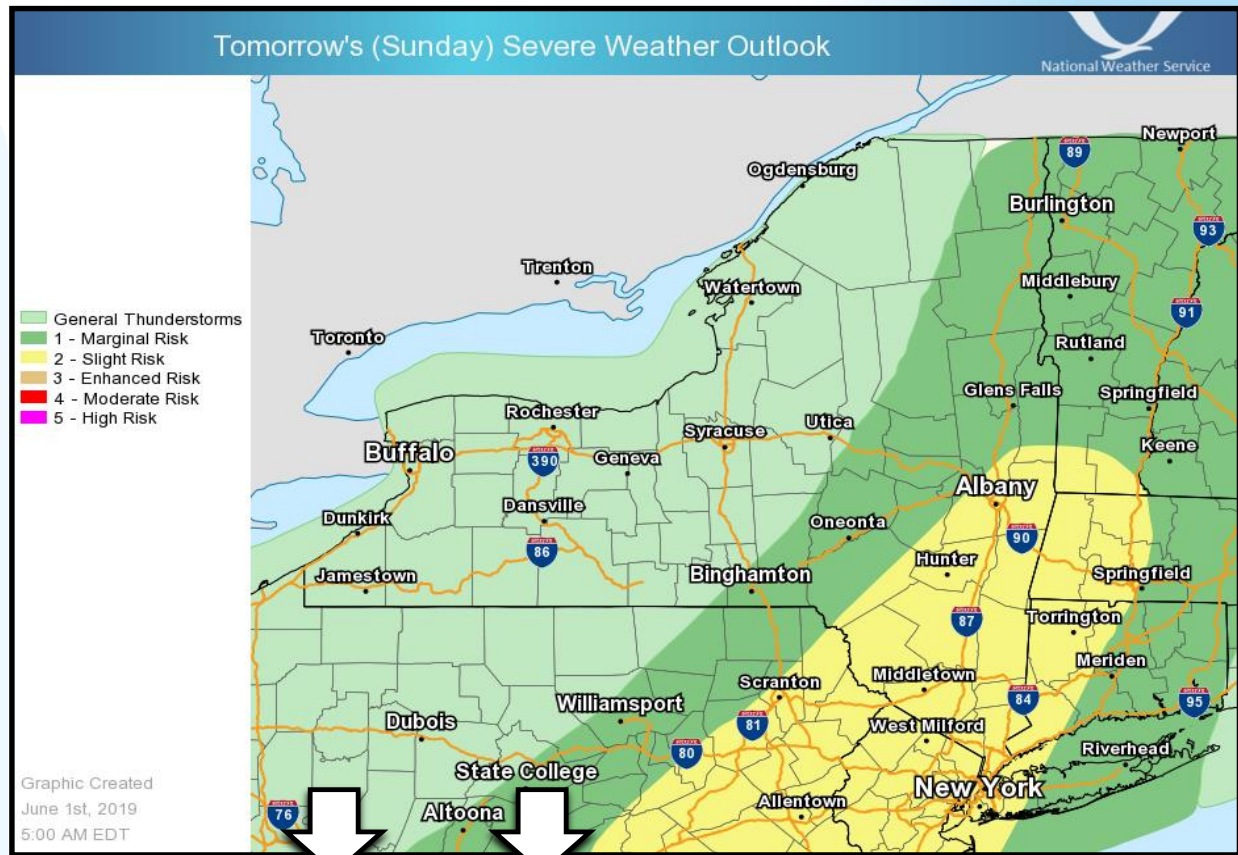 Tomorrow's (Sunday) Severe Weather Outlook
National Weather Service
General Thunderstorms
1 - Marginal Risk
2 - Slight Risk
3 - Enhanced Risk
4 - Moderate Risk
5 - High Risk
Newport
89
Ogdensburg
Burlington
93
Trenton
Watertown
Middlebury
91
Toronto
Rutland
Glens Falls
Springfield
Rochester
Syracuse
Utica
Buffalo
390
Geneva
Keene
Albany
Dansville
Dunkirk
Oneonta
90
86
Hunter
Jamestown
Binghamton
Springfield
87
Torrington
Meriden
Scranton
Middletown
Williamsport
84
95
Dubois
81
West Milford
80
Riverhead
State College
New York
Allentown
Altoona
76
Graphic Created
June 1st, 2019
5:00 AM EDT